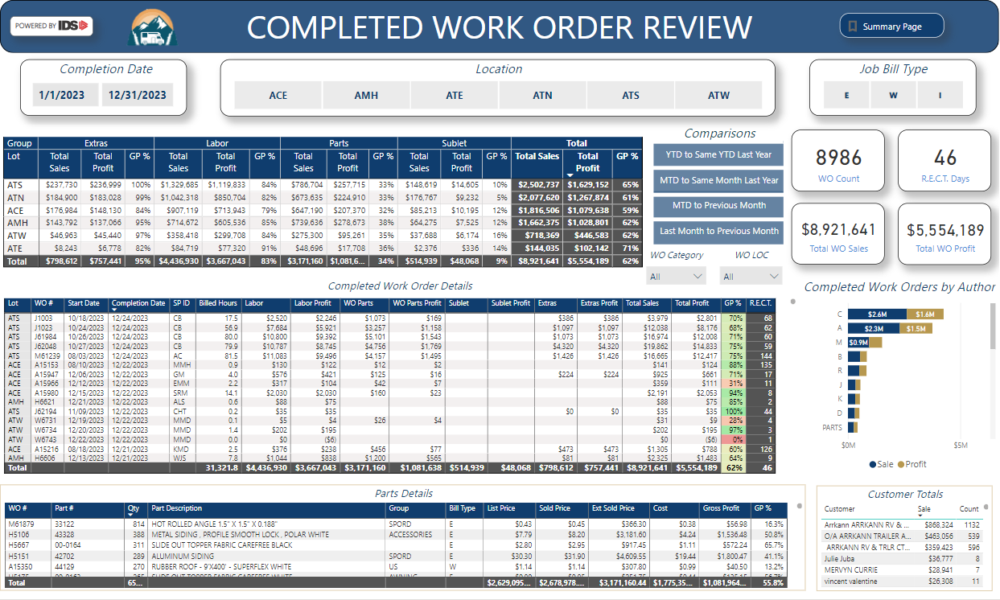 POWERED BY IDS
COMPLETED WORK ORDER REVIEW
Summary Page
Completion Date
1/1/2023 12/31/2023
Location
ACE AMH ATE ATN ATS ATW
Job Bill Type
E W I
Group Extras Labor Parts Sublet Total
Lot Total Sales Total Profit GP % Total Sales Total Profit GP % Total Sales Total Profit GP % Total Sales Total Profit GP % Total Sales Total Profit GP %
ATS $237,730 $236,999 100% $1,329,685 $1,119,833 84% $786,704 $257,715 33% $148,619 $14,605 10% $2,502,737 $1,629,152 65%
ATN $184,900 $183,028 99% $1,042,318 $850,704 82% $673,635 $224,910 33% $176,767 $9,232 5% $2,077,620 $1,267,874 61%
ACE $176,984 $148,130 84% $907,119 $713,943 79% $647,190 $207,370 32% $85,213 $10,195 12% $1,816,506 $1,079,638 59%
AMH $143,792 $137,066 95% $714,672 $605,536 85% $739,636 $278,673 38% $64,275 $7,525 12% $1,662,375 $1,028,801 62%
ATW $46,963 $45,440 97% $358,418 $299,708 84% $275,300 $95,261 35% $37,688 $6,174 16% $718,369 $446,583 62%
ATE $8,243 $6,778 82% $84,719 $77,320 91% $48,696 $17,708 36% $2,376 $336 14% $144,035 $102,142 71%
Total $798,612 $757,441 95% $4,436,930 $3,667,043 83% $3,171,160 $1,081,6... 34% $514,939 $48,068 9% $8,921,641 $5,554,189 62%
Comparisons
YTD to Same YTD Last Year
MTD to Same Month Last Year
MTD to Previous Month
Last Month to Previous Month
WO Category WO LOC
All All
8986
WO Count
46
R.E.C.T. Days
$8,921,641
Total WO Sales
$5,554,189
Total WO Profit
Completed Work Order Details
Lot WO # Start Date Completion Date SP ID Billed Hours Labor Labor Profit WO Parts WO Parts Profit Sublet Sublet Profit Extras Extras Profit Total Sales Total Profit GP % R.E.C.T.
ATS J1003 10/18/2023 12/24/2023 CB 17.5 $2,520 $2,246 $1,073 $169 $386 $386 $3,979 $2,801 70% 68
ATS J1023 10/24/2023 12/24/2023 CB 56.9 $7,684 $5,921 $3,257 $1,158 $1,097 $1,097 $12,038 $8,176 68% 62
ATS J61984 10/26/2023 12/24/2023 CB 80.0 $10,800 $9,392 $5,101 $1,543 $1,073 $1,073 $16,974 $12,008 71% 60
ATS J62048 10/27/2023 12/24/2023 CB 79.9 $10,787 $8,745 $4,756 $1,769 $4,320 $4,320 $19,862 $14,833 75% 59
ATS M61239 08/03/2023 12/24/2023 AC 81.5 $11,083 $9,496 $4,157 $1,495 $1,426 $1,426 $16,665 $12,417 75% 144
ACE A15153 08/10/2023 12/22/2023 MMH 0.9 $130 $122 $12 $2 $141 $124 88% 135
ACE A15947 12/06/2023 12/22/2023 GM 4.0 $576 $421 $125 $16 $224 $224 $925 $661 71% 17
ACE A15966 12/12/2023 12/22/2023 EMM 2.2 $317 $104 $42 $7 $359 $111 31% 11
ACE A15980 12/15/2023 12/22/2023 SRM 14.1 $2,030 $2,030 $160 $23 $2,191 $2,053 94% 8
AMH H6621 12/21/2023 12/22/2023 ALS 0.6 $88 $75 $88 $75 85% 2
ATS J62194 11/09/2023 12/22/2023 CHT 0.2 $35 $35 $0 $0 $35 $35 100% 44
ATW W6731 12/19/2023 12/22/2023 MMD 0.1 $5 $4 $26 $4 $31 $9 28% 4
ATW W6734 12/20/2023 12/22/2023 MMD 1.4 $202 $195 $202 $195 97% 3
ATW W6743 12/22/2023 12/22/2023 MMD 0.0 $0 ($6) $0 ($6) 0% 1
ACE A15216 08/18/2023 12/21/2023 KMD 2.5 $376 $238 $456 $77 $473 $473 $1,305 $788 60% 126
AMH H6606 12/13/2023 12/21/2023 WJS 7.8 $1,044 $838 $1,200 $565 $81 $81 $2,325 $1,483 64% 9
Total 31,321.8 $4,436,930 $3,667,043 $3,171,160 $1,081,638 $514,939 $48,068 $798,612 $757,441 $8,921,641 $5,554,189 62% 46
Completed Work Orders by Author
C $2.6M $1.6M
A $2.3M $1.5M
M $0.9M
B
R
J
K
D
PARTS
$0M $5M
Sale Profit
Parts Details
WO # Part # Qty Part Description Group Bill Type List Price Sold Price Ext Sold Price Cost Gross Profit GP %
M61879 33122 814 HOT ROLLED ANGLE 1.5" X 1.5" X 0.188" SPORD E $0.43 $0.45 $366.30 $0.38 $56.98 16.3%
H5106 43328 388 METAL SIDING , PROFILE SMOOTH LOCK , POLAR WHITE ACCESSORIES E $7.79 $8.20 $3,181.60 $4.24 $1,536.48 50.8%
H5667 00-0164 311 SLIDE OUT TOPPER FABRIC CAREFREE BLACK E $2.80 $2.95 $917.45 $1.11 $572.24 65.7%
H5151 42702 289 ALUMINUM SIDING SPORD E $30.30 $31.90 $4,609.55 $19.44 $1,800.47 41.1%
A15350 44129 270 RUBBER ROOF - 9'X400' - SUPERFLEX WHITE US W $1.14 $1.14 $307.80 $0.99 $40.50 13.2%
Total 65... $2,629,095... $2,678,978.... $3,171,160.44 $1,775,35... $1,081,964... 55.8%
Customer Totals
Customer Sale Count
Arrkann ARRKANN RV & ... $868,324 1132
O/A ARRKANN TRAILER A... $463,056 539
ARRKANN RV & TRLR CT... $359,423 596
Julie Juba $36,777 8
MERVYN CURRIE $28,941 7
vincent valentine $26,308 11